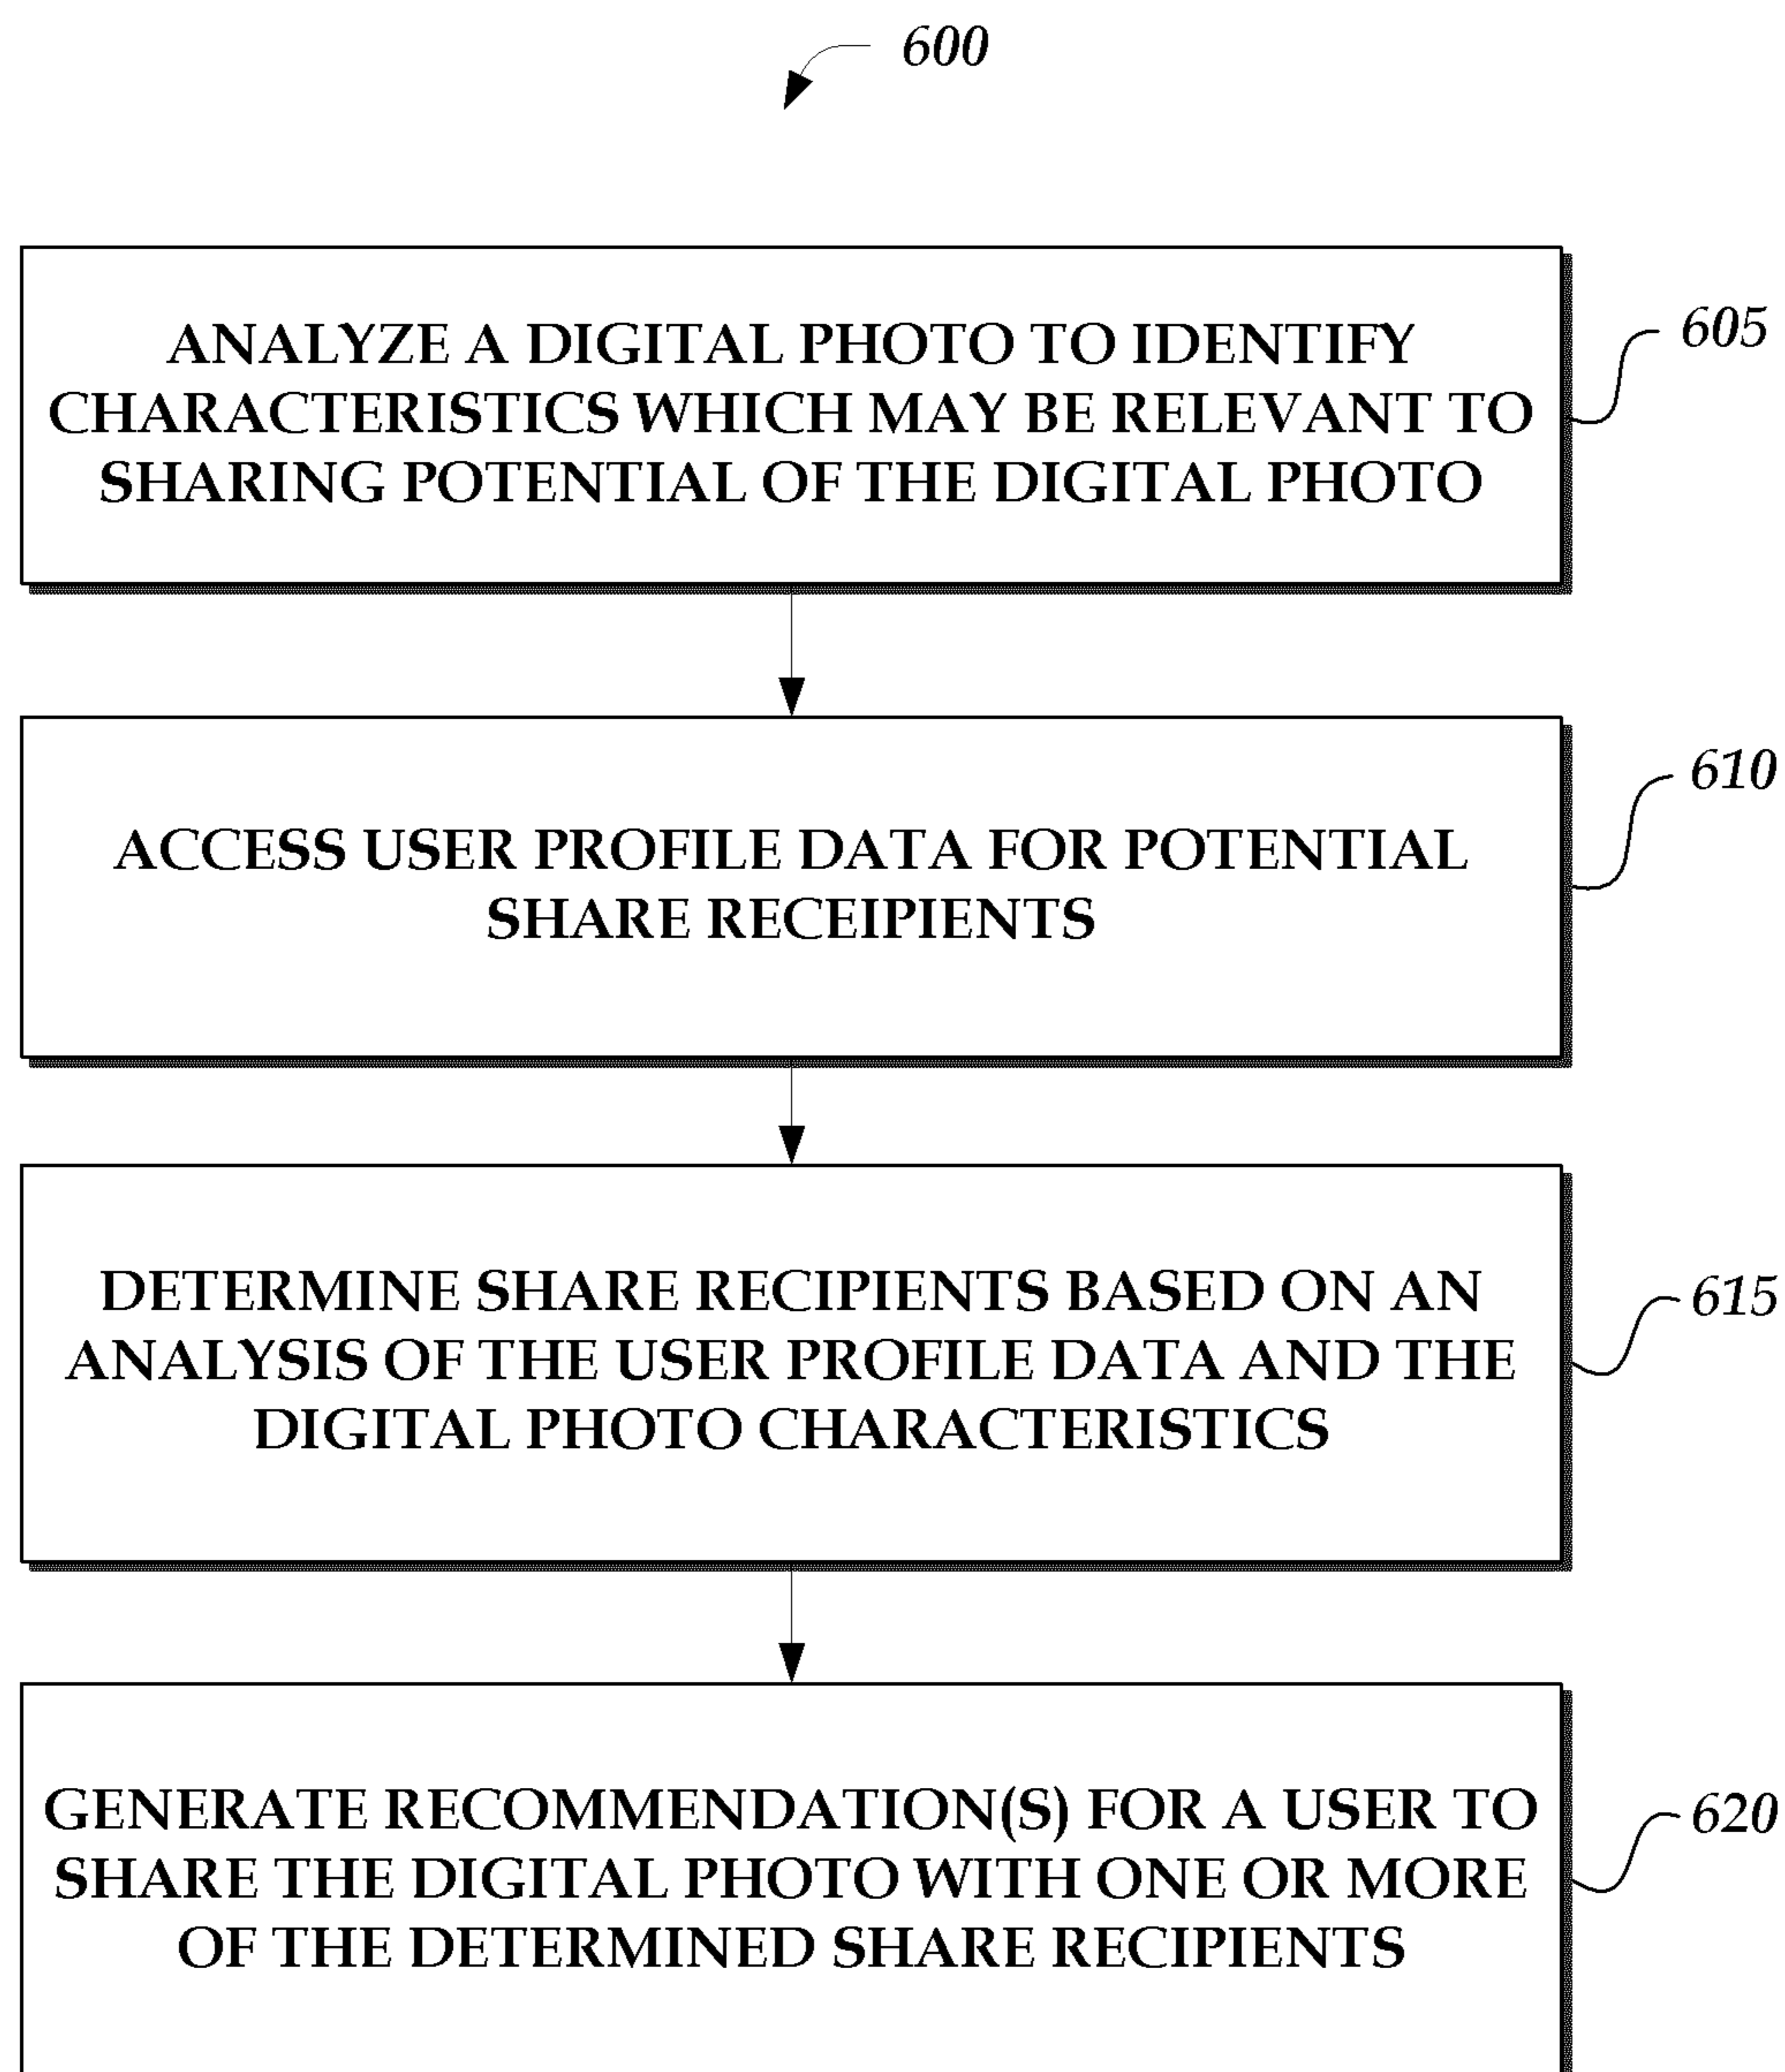 600
ANALYZE A DIGITAL PHOTO TO IDENTIFY
CHARACTERISTICS WHICH MAY BE RELEVANT TO
SHARING POTENTIAL OF THE DIGITAL PHOTO
605
ACCESS USER PROFILE DATA FOR POTENTIAL
SHARE RECEIPIENTS
610
DETERMINE SHARE RECIPIENTS BASED ON AN
ANALYSIS OF THE USER PROFILE DATA AND THE
DIGITAL PHOTO CHARACTERISTICS
615
GENERATE RECOMMENDATION(S) FOR A USER TO
SHARE THE DIGITAL PHOTO WITH ONE OR MORE
OF THE DETERMINED SHARE RECIPIENTS
620